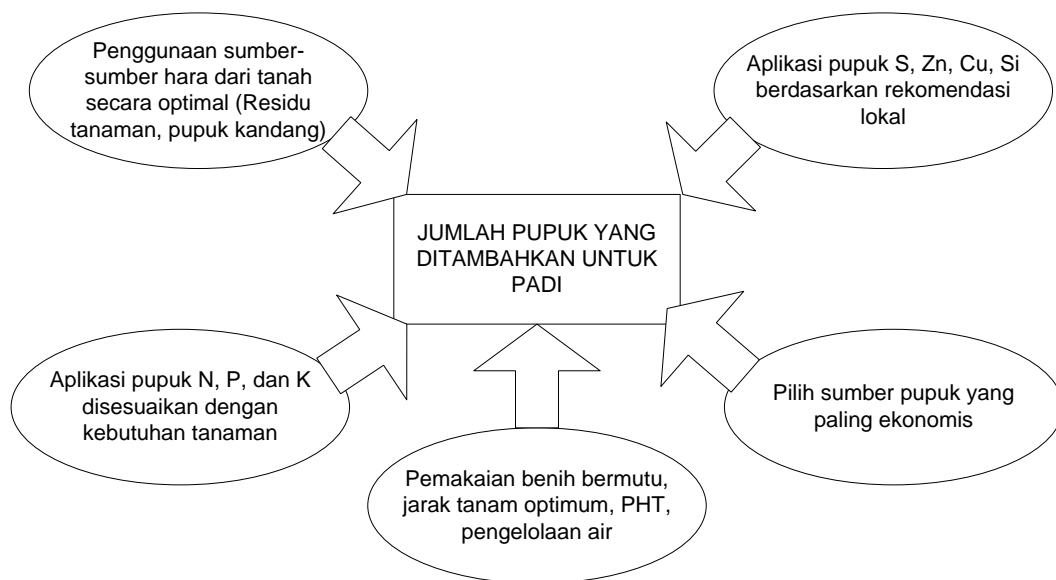 Penggunaan sumber-
sumber hara dari tanah
secara optimal (Residu
tanaman, pupuk kandang)
Aplikasi pupuk S, Zn, Cu, Si
berdasarkan rekomendasi
lokal
JUMLAH PUPUK YANG
DITAMBAHKAN UNTUK
PADI
Aplikasi pupuk N, P, dan K
disesuaikan dengan
kebutuhan tanaman
Pemakaian benih bermutu,
jarak tanam optimum, PHT,
pengelolaan air
Pilih sumber pupuk yang
paling ekonomis